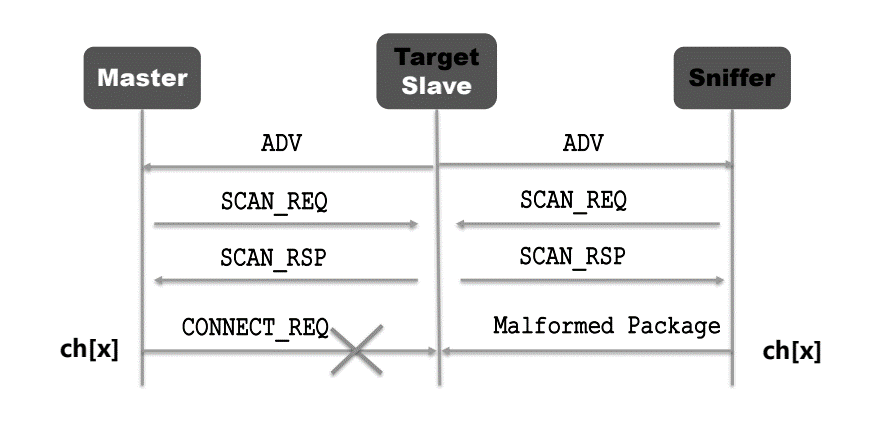 Master
Target
Slave
Sniffer
ADV
ADV
SCAN_REQ
SCAN_REQ
SCAN_RSP
SCAN_RSP
CONNECT_REQ
Malformed Package
ch[x]
ch[x]